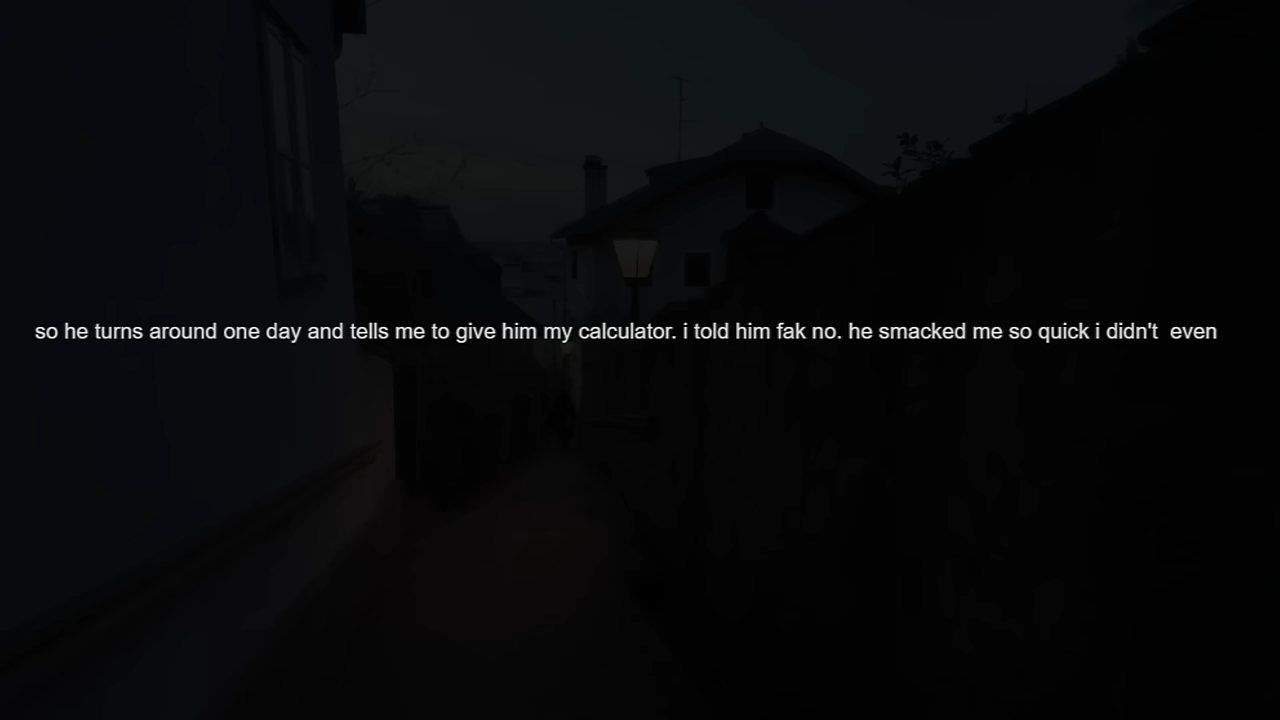 so he turns around one day and tells me to give him my calculator. i told him fak no. he smacked me so quick i didn't  even